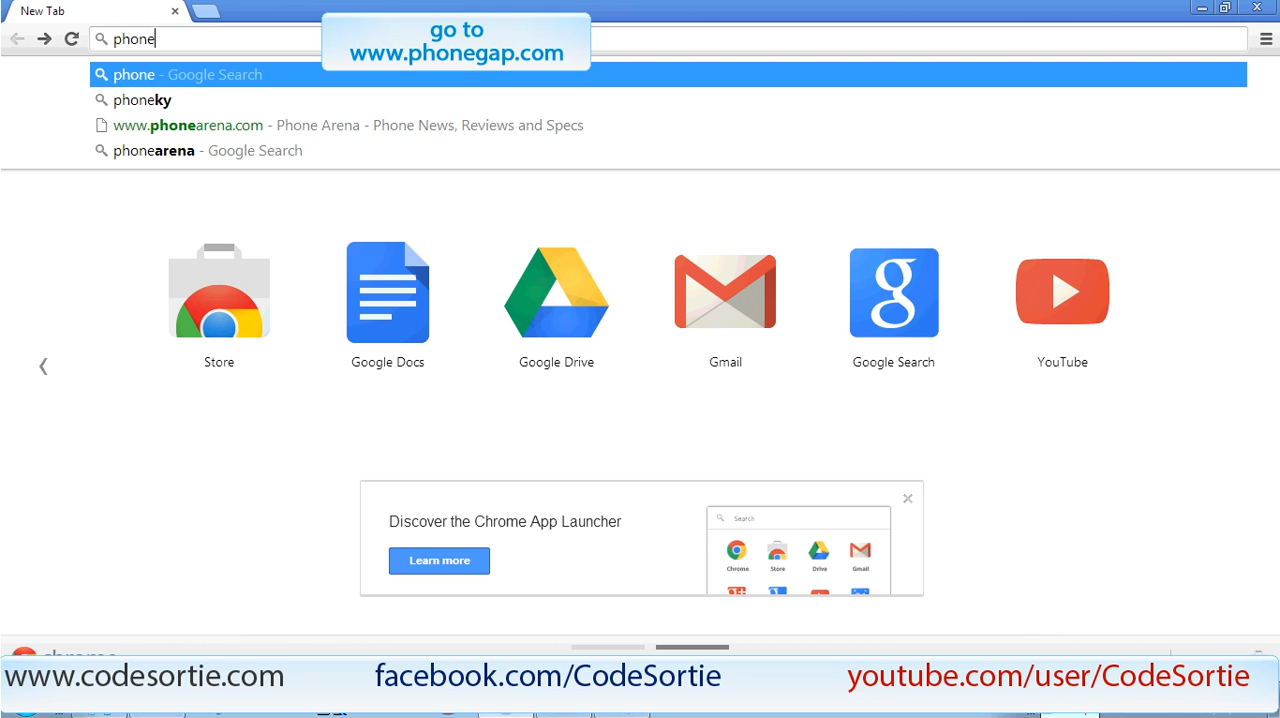 New Tab
phone
go to
www.phonegap.com
phone - Google Search
phoneky
www.phonearena.com - Phone Arena - Phone News, Reviews and Specs
phonearena - Google Search
Store
Google Docs
Google Drive
Gmail
Google Search
YouTube
Discover the Chrome App Launcher
Learn more
Search
Chrome
Store
Drive
Gmail
www.codesortie.com
facebook.com/CodeSortie
youtube.com/user/CodeSortie